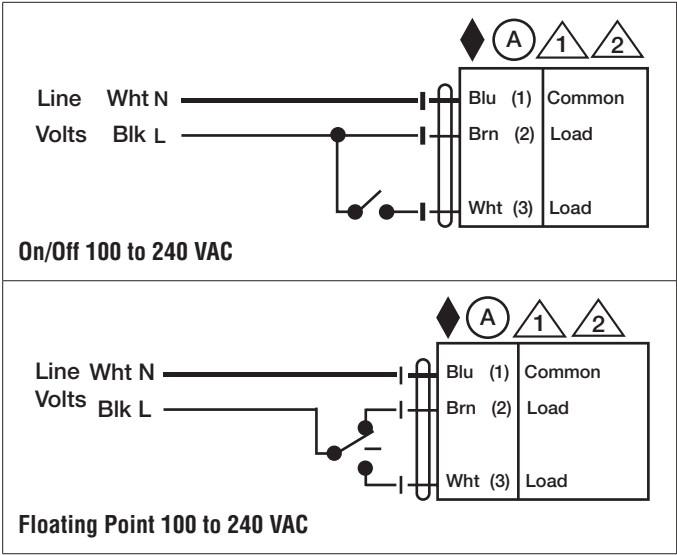 A 1 2
Line Wht N Blu (1) Common
Volts Blk L Brn (2) Load
Wht (3) Load
On/Off 100 to 240 VAC
A 1 2
Line Wht N Blu (1) Common
Volts Blk L Brn (2) Load
Wht (3) Load
Floating Point 100 to 240 VAC